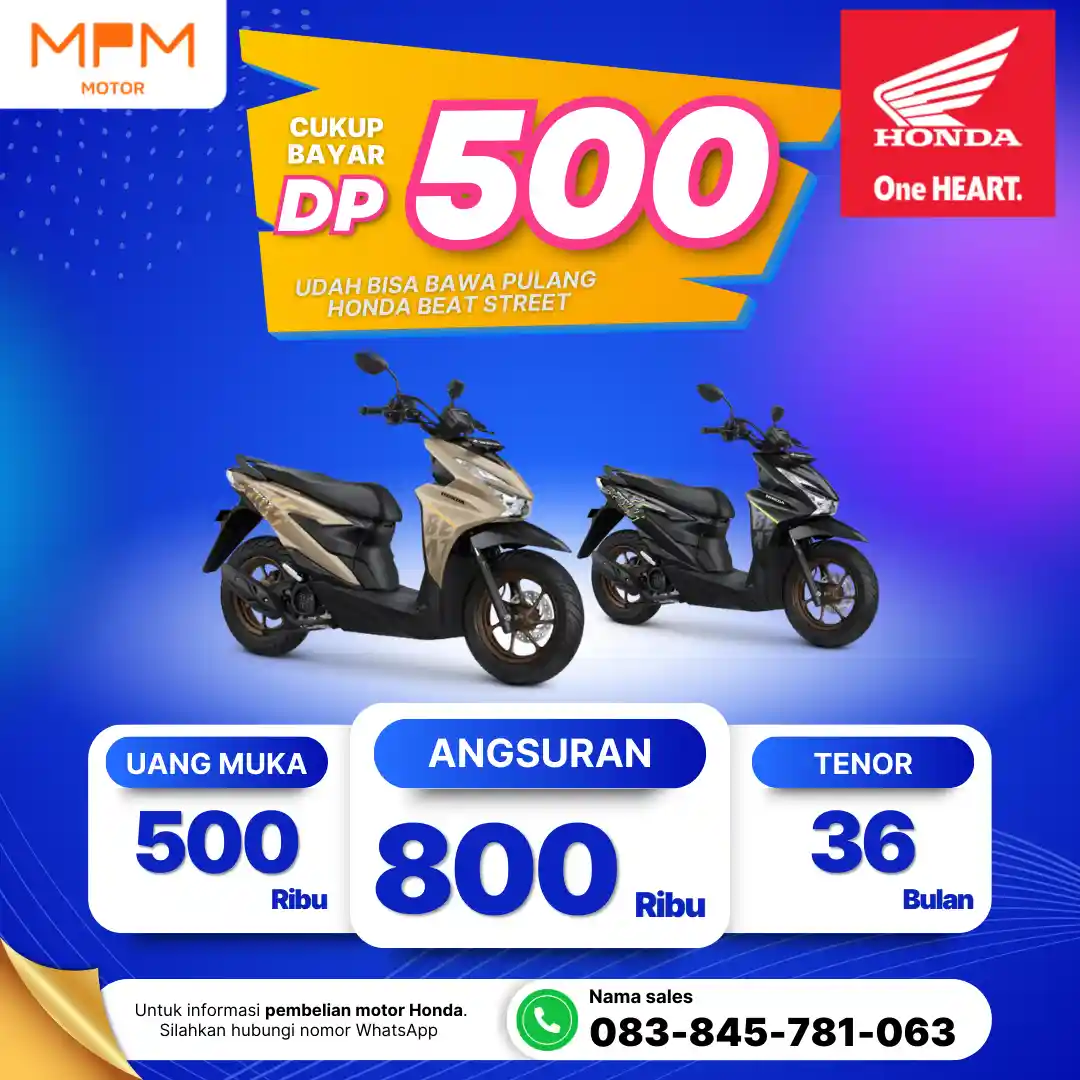 MPM
MOTOR
CUKUP
BAYAR
DP 500
UDAH BISA BAWA PULANG
HONDA BEAT STREET
HONDA
One HEART.
UANG MUKA
500
Ribu
ANGSURAN
800
Ribu
TENOR
36
Bulan
Untuk informasi pembelian motor Honda.
Silahkan hubungi nomor WhatsApp
Nama sales
083-845-781-063